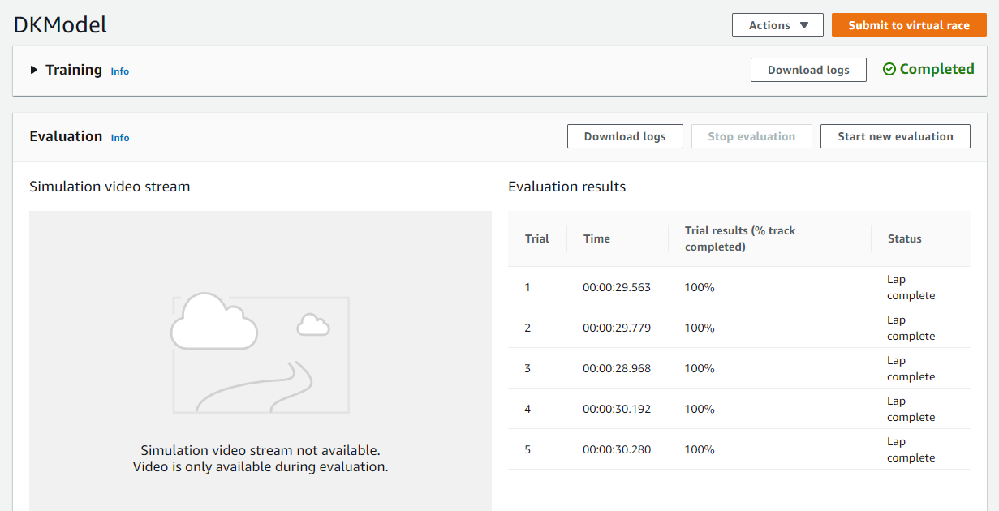 DKModel
Actions
Submit to virtual race
Training Info
Download logs
Completed
Evaluation Info
Download logs
Stop evaluation
Start new evaluation
Simulation video stream
Simulation video stream not available.
Video is only available during evaluation.
Evaluation results
Trial Time Trial results (% track
completed) Status
1 00:00:29.563 100% Lap
complete
2 00:00:29.779 100% Lap
complete
3 00:00:28.968 100% Lap
complete
4 00:00:30.192 100% Lap
complete
5 00:00:30.280 100% Lap
complete